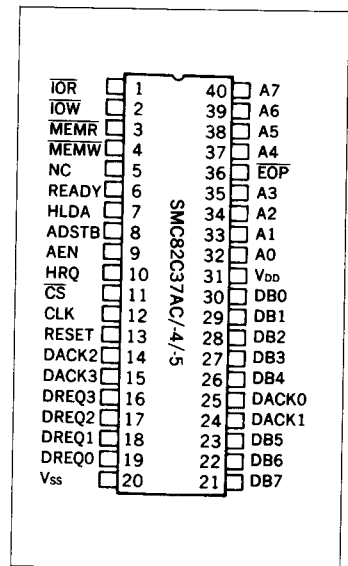 IOR 1 40 A7
IOW 2 39 A6
MEMR 3 38 A5
MEMW 4 37 A4
NC 5 36 EOP
READY 6 35 A3
HLDA 7 34 A2
ADSTB 8 33 A1
AEN 9 32 A0
HRQ 10 31 VDD
CS 11 30 DB0
CLK 12 29 DB1
RESET 13 28 DB2
DACK2 14 27 DB3
DACK3 15 26 DB4
DREQ3 16 25 DACK0
DREQ2 17 24 DACK1
DREQ1 18 23 DB5
DREQ0 19 22 DB6
Vss 20 21 DB7
SMC82C37AC/-4/-5